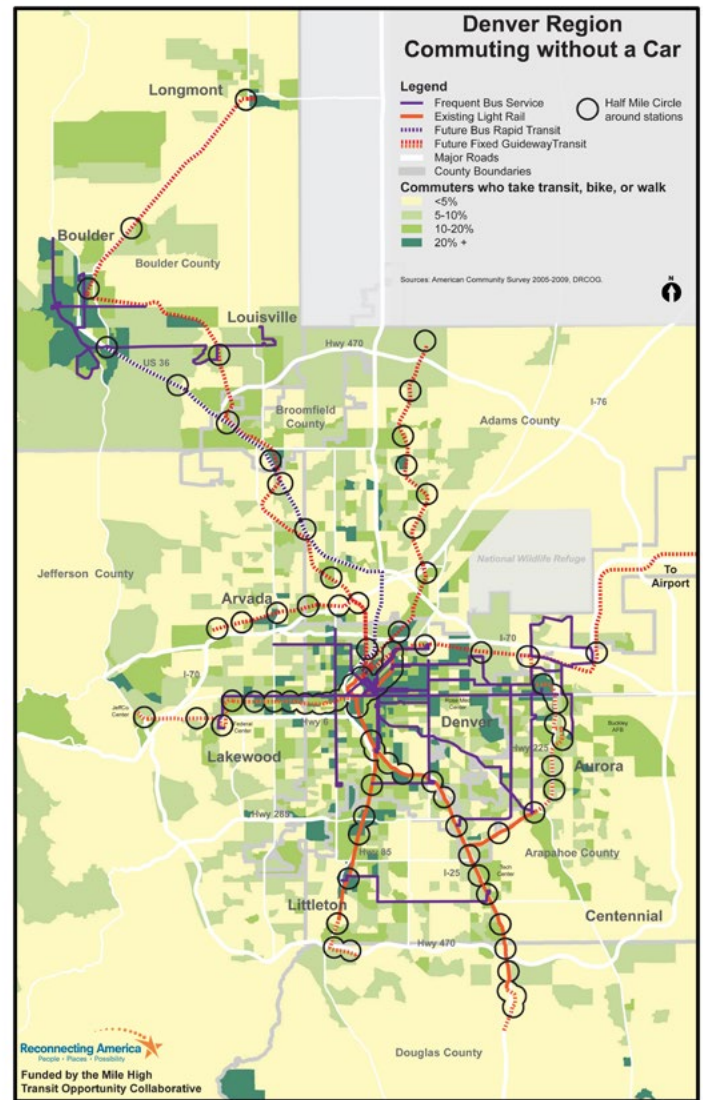 Denver Region
Commuting without a Car
Legend
Frequent Bus Service
Existing Light Rail
Future Bus Rapid Transit
Future Fixed GuidewayTransit
Major Roads
County Boundaries
Half Mile Circle
around stations
Commuters who take transit, bike, or walk
<5%
5-10%
10-20%
20% +
Sources: American Community Survey 2005-2009, DRCOG.
N
Longmont
Boulder
Boulder County
Louisville
US 36
Hwy 470
Broomfield
County
Adams County
I-76
National Wildlife Refuge
Jefferson County
To
Airport
Arvada
I-70
I-70
JeffCo
Center
Federal
Center
Hwy 6
Denver
Lakewood
Hwy 225
Buckley
AFB
Aurora
Hwy 285
Hwy 85
Arapahoe County
I-25
Tech
Center
Littleton
Centennial
Hwy 470
Douglas County
Reconnecting America
People • Places • Possibility
Funded by the Mile High
Transit Opportunity Collaborative